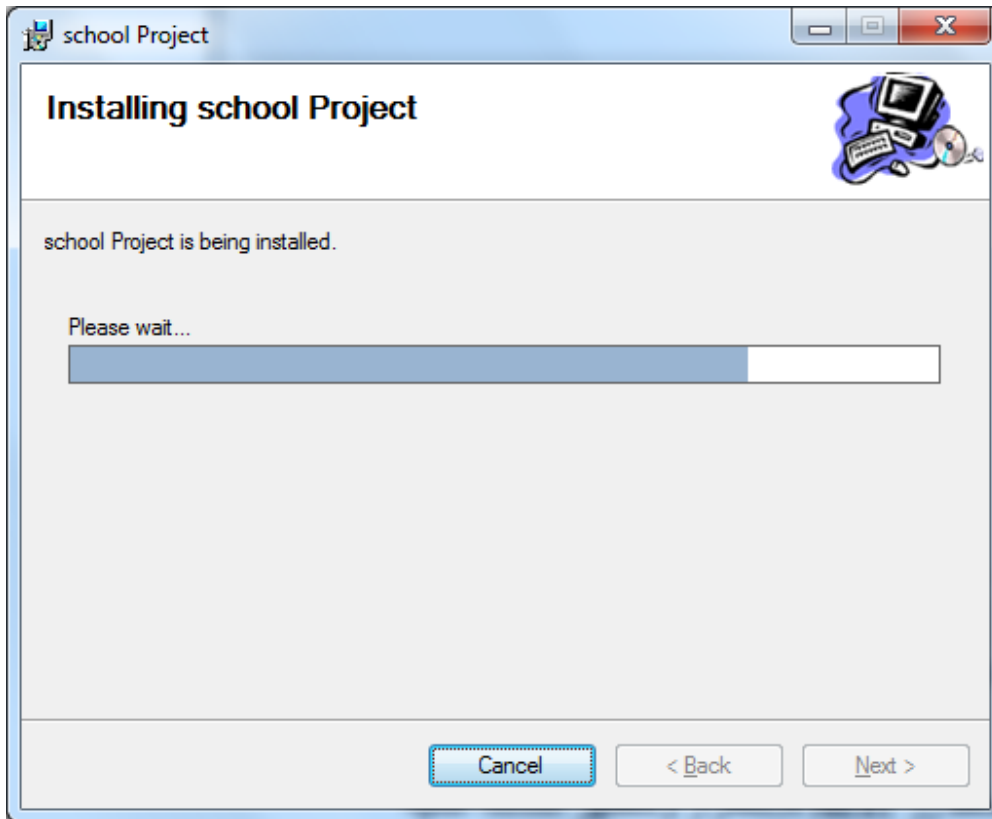 school Project
Installing school Project
school Project is being installed.
Please wait...
Cancel
< Back
Next >